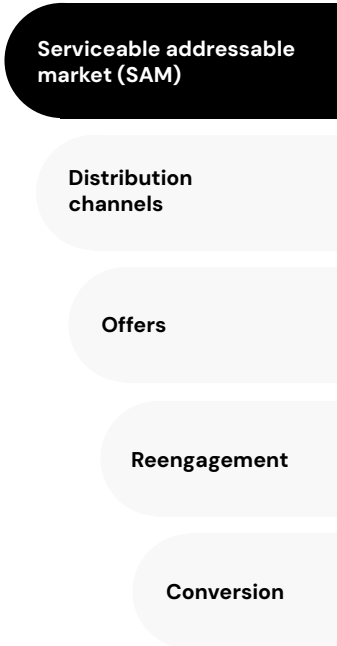 Serviceable addressable
market (SAM)
Distribution
channels
Offers
Reengagement
Conversion